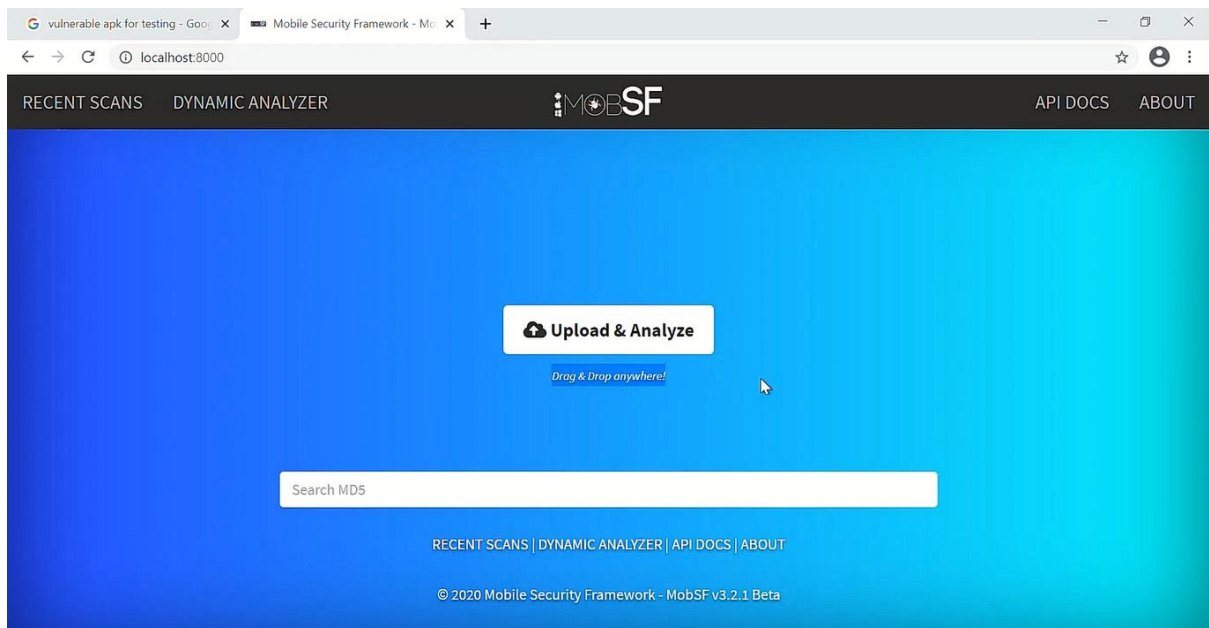 vulnerable apk for testing - Goog
Mobile Security Framework - Mo
localhost:8000
RECENT SCANS DYNAMIC ANALYZER MOBSF API DOCS ABOUT
Upload & Analyze
Drag & Drop anywhere!
Search MD5
RECENT SCANS | DYNAMIC ANALYZER | API DOCS | ABOUT
© 2020 Mobile Security Framework - MobSF v3.2.1 Beta